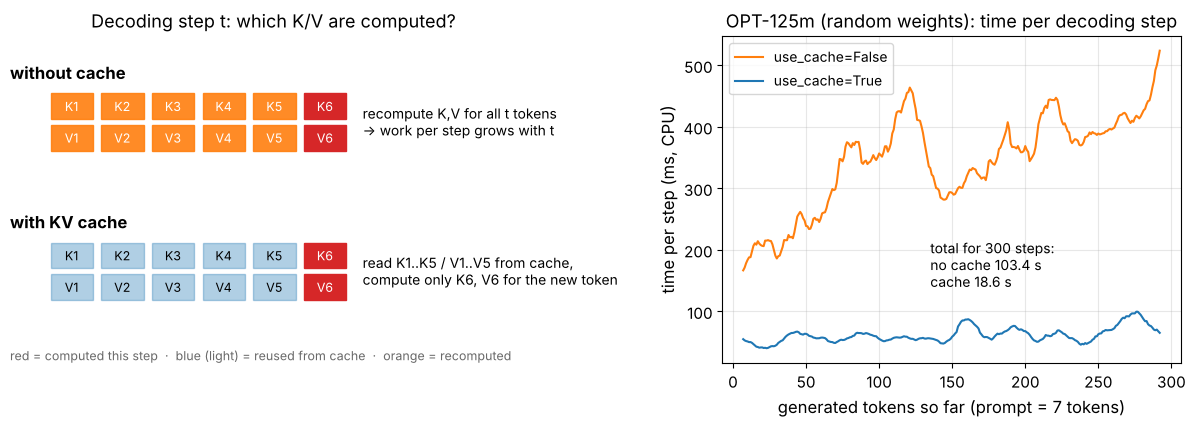 Decoding step t: which K/V are computed?
without cache
K1 K2 K3 K4 K5 K6
V1 V2 V3 V4 V5 V6
recompute K,V for all t tokens
→ work per step grows with t
with KV cache
K1 K2 K3 K4 K5 K6
V1 V2 V3 V4 V5 V6
read K1..K5 / V1..V5 from cache,
compute only K6, V6 for the new token
red = computed this step · blue (light) = reused from cache · orange = recomputed
OPT-125m (random weights): time per decoding step
use_cache=False
use_cache=True
time per step (ms, CPU)
500
400
300
200
100
total for 300 steps:
no cache 103.4 s
cache 18.6 s
0 50 100 150 200 250 300
generated tokens so far (prompt = 7 tokens)